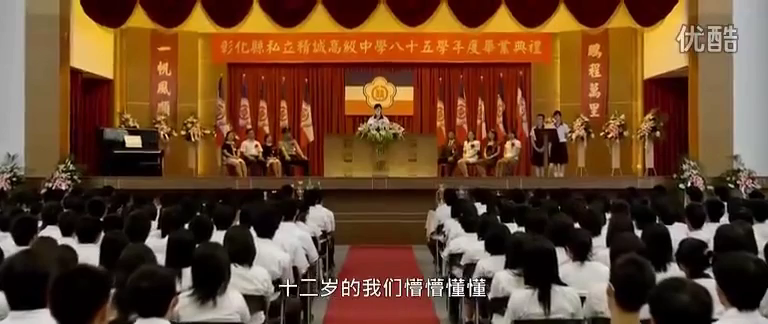 优酷
彰化縣私立精誠高級中學八十五學年度畢業典禮
一帆風順
鵬程萬里
十二岁的我们懵懵懂懂